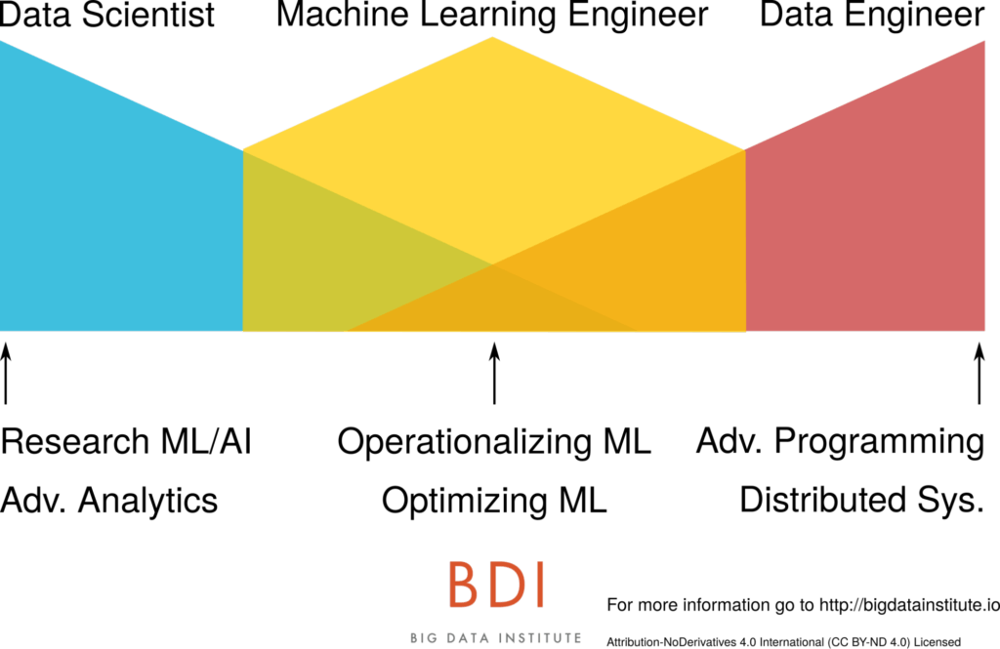 Data Scientist Machine Learning Engineer Data Engineer
Research ML/AI Operationalizing ML Adv. Programming
Adv. Analytics Optimizing ML Distributed Sys.
BDI
BIG DATA INSTITUTE
For more information go to http://bigdatainstitute.io
Attribution-NoDerivatives 4.0 International (CC BY-ND 4.0) Licensed